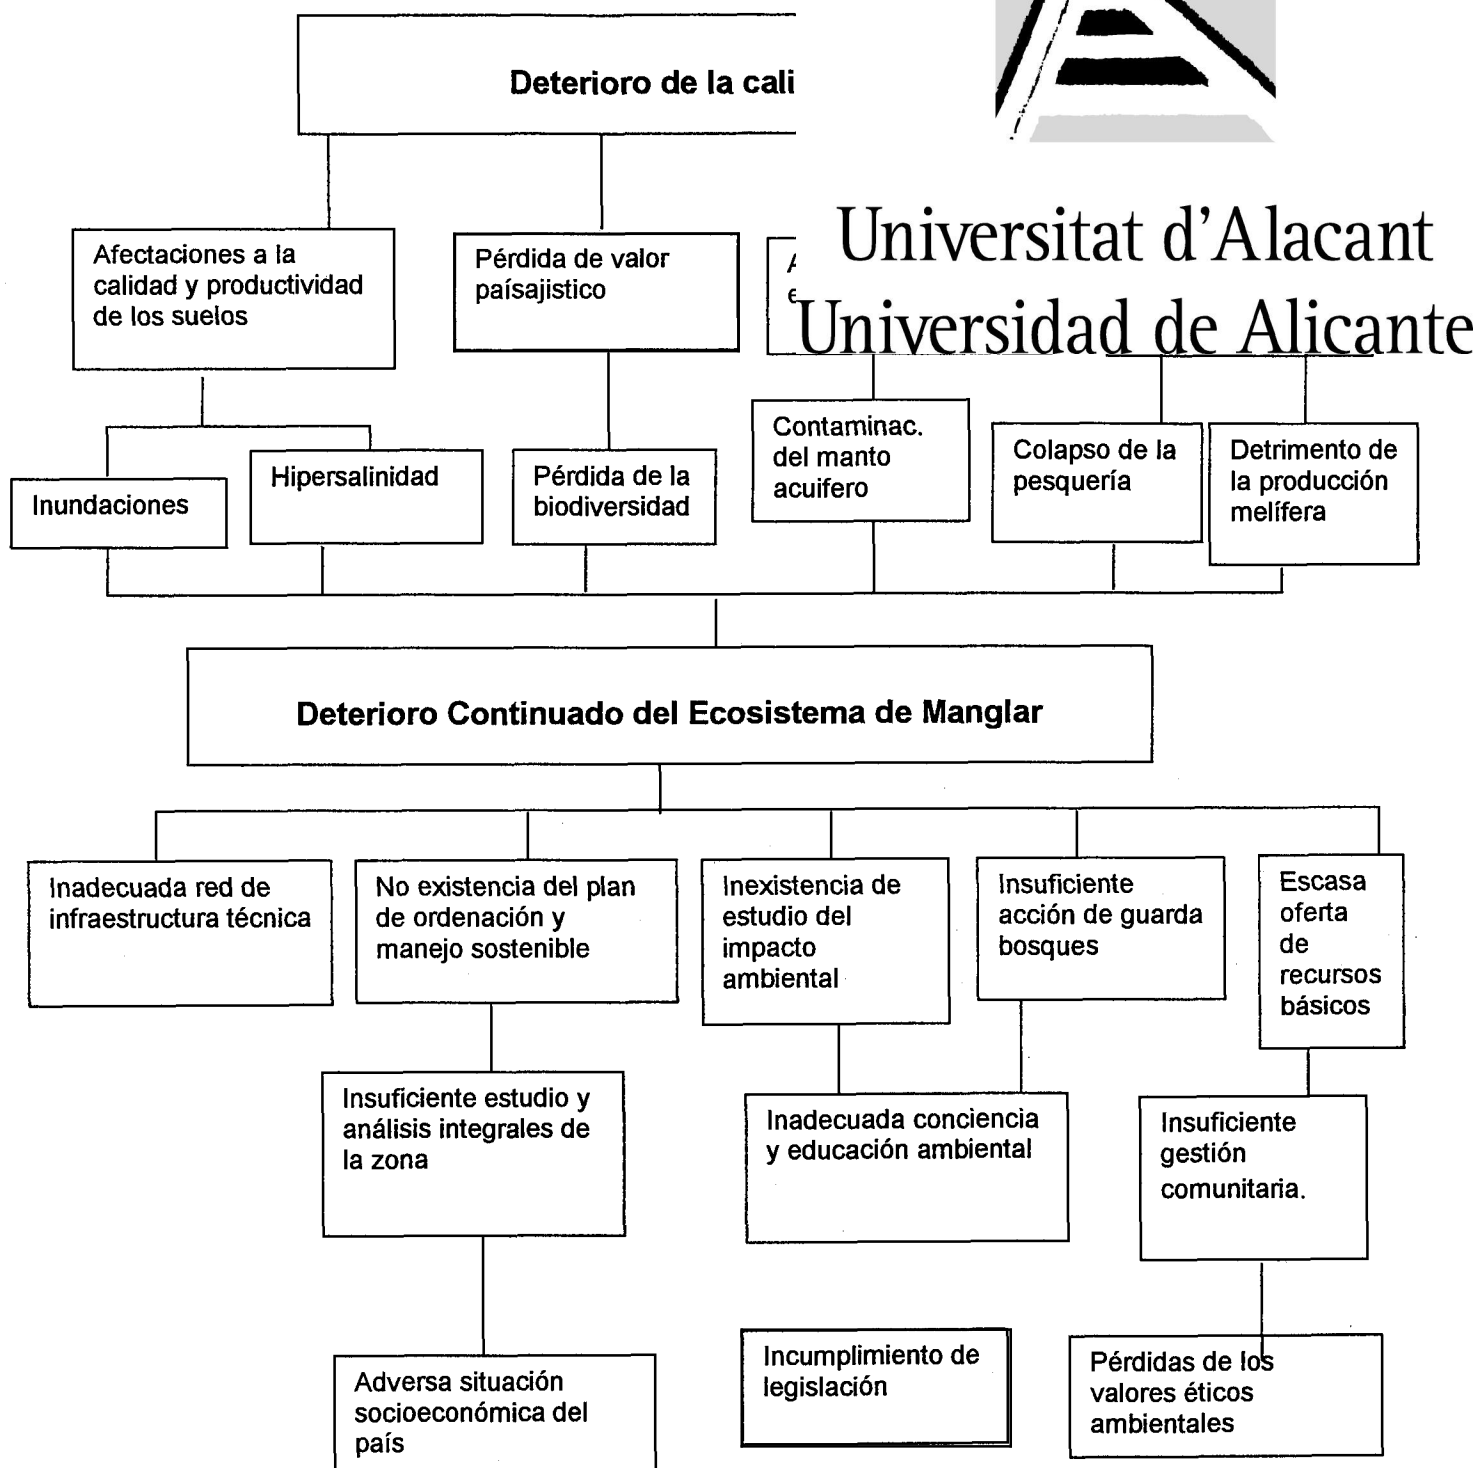 Deterioro de la cali
Universitat d'Alacant
Universidad de Alicante
Afectaciones a la
calidad y productividad
de los suelos
Pérdida de valor
païsajistico
Inundaciones
Hipersalinidad
Pérdida de la
biodiversidad
Contaminac.
del manto
acuifero
Colapso de la
pesquería
Detrimento de
la producción
melífera
Deterioro Continuado del Ecosistema de Manglar
Inadecuada red de
infraestructura técnica
No existencia del plan
de ordenación y
manejo sostenible
Inexistencia de
estudio del
impacto
ambiental
Insuficiente
acción de guarda
bosques
Escasa
oferta
de
recursos
básicos
Insuficiente estudio y
análisis integrales de
la zona
Inadecuada conciencia
y educación ambiental
Insuficiente
gestión
comunitaria.
Adversa situación
socioeconómica del
país
Incumplimiento de
legislación
Pérdidas de los
valores éticos
ambientales